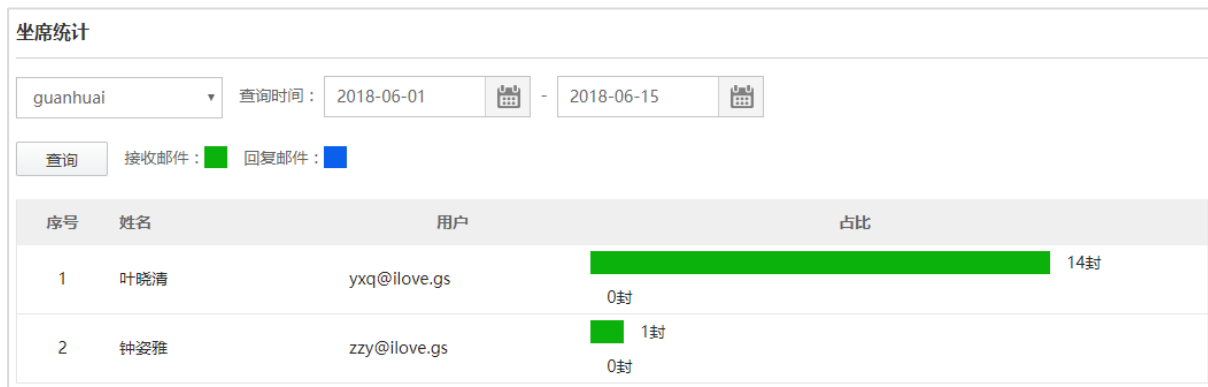 坐席统计
guanhuai 查询时间： 2018-06-01 - 2018-06-15
查询 接收邮件： 回复邮件：
序号 姓名 用户 占比
14封
1 叶晓清 yxq@ilove.gs
0封
1封
2 钟姿雅 zzy@ilove.gs
0封